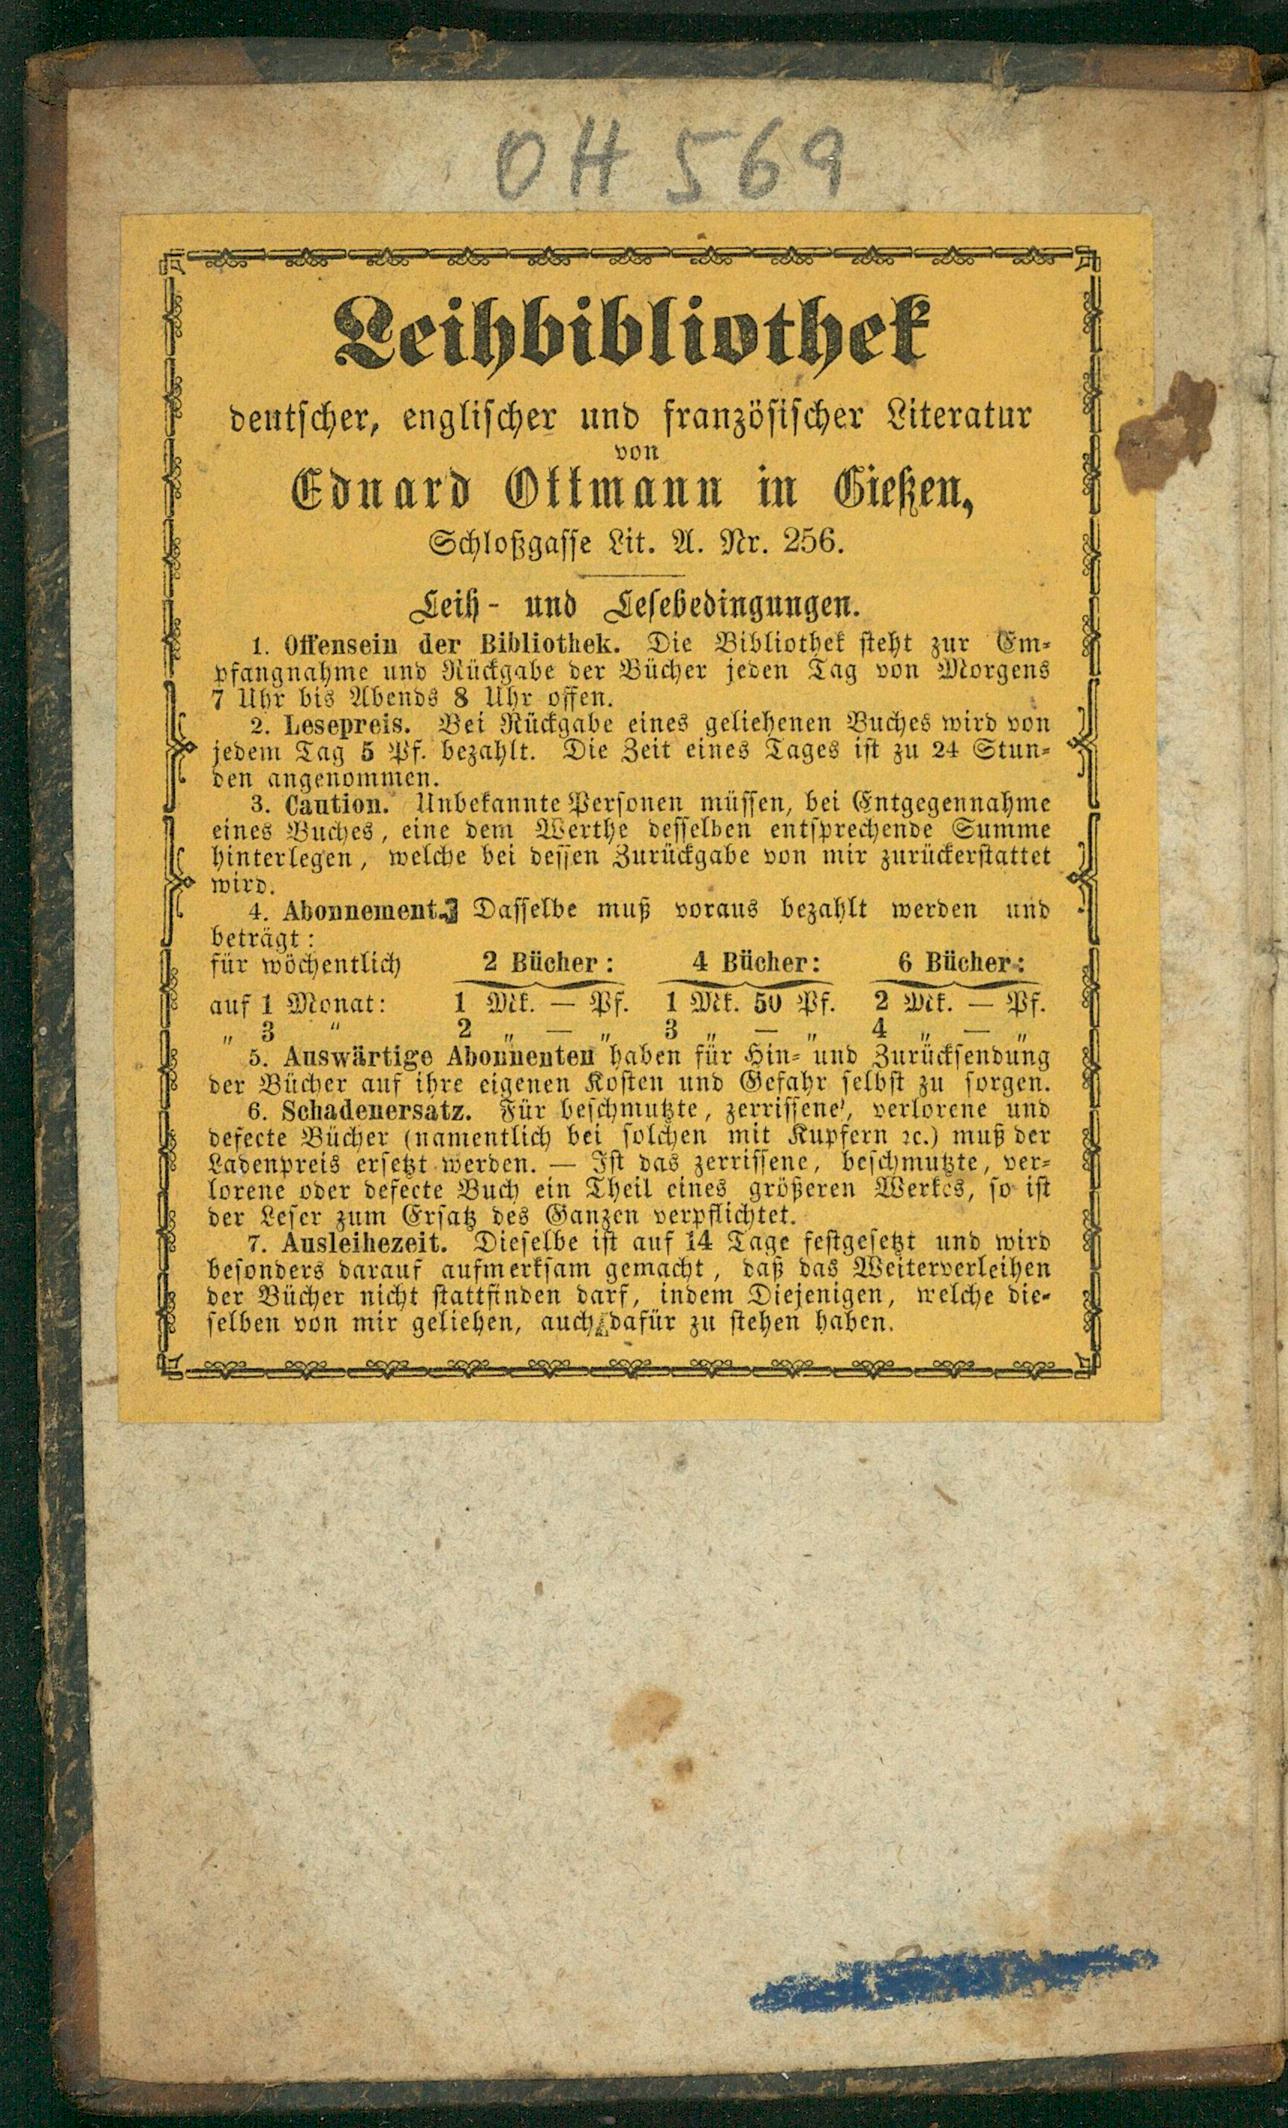 OH 569
Leihbibliothek
deutscher, englischer und französischer Literatur
von
Eduard Ottmann in Gießen,
Schloßgasse Lit. A. Nr. 256.
Leih- und Lesebedingungen.
1. Offensein der Bibliothek. Die Bibliothek steht zur Em-
pfangnahme und Rückgabe der Bücher jeden Tag von Morgens
7 Uhr bis Abends 8 Uhr offen.
2. Lesepreis. Bei Rückgabe eines geliehenen Buches wird von
jedem Tag 5 Pf. bezahlt. Die Zeit eines Tages ist zu 24 Stun-
den angenommen.
3. Caution. Unbekannte Personen müssen, bei Entgegennahme
eines Buches, eine dem Werthe desselben entsprechende Summe
hinterlegen, welche bei dessen Zurückgabe von mir zurückerstattet
wird.
4. Abonnement. Dasselbe muß voraus bezahlt werden und
beträgt:
für wöchentlich 2 Bücher: 4 Bücher: 6 Bücher:
auf 1 Monat: 1 Mk. — Pf. 1 Mk. 50 Pf. 2 Mk. — Pf.
„ 3 „ 2 „ — „ 3 „ — „ 4 „ — „
5. Auswärtige Abonnenten haben für Hin- und Zurücksendung
der Bücher auf ihre eigenen Kosten und Gefahr selbst zu sorgen.
6. Schadenersatz. Für beschmutzte, zerrissene, verlorene und
defecte Bücher (namentlich bei solchen mit Kupfern ꝛc.) muß der
Ladenpreis ersetzt werden. — Ist das zerrissene, beschmutzte, ver-
lorene oder defecte Buch ein Theil eines größeren Werkes, so ist
der Leser zum Ersatz des Ganzen verpflichtet.
7. Ausleihezeit. Dieselbe ist auf 14 Tage festgesetzt und wird
besonders darauf aufmerksam gemacht, daß das Weiterverleihen
der Bücher nicht stattfinden darf, indem Diejenigen, welche die-
selben von mir geliehen, auch dafür zu stehen haben.